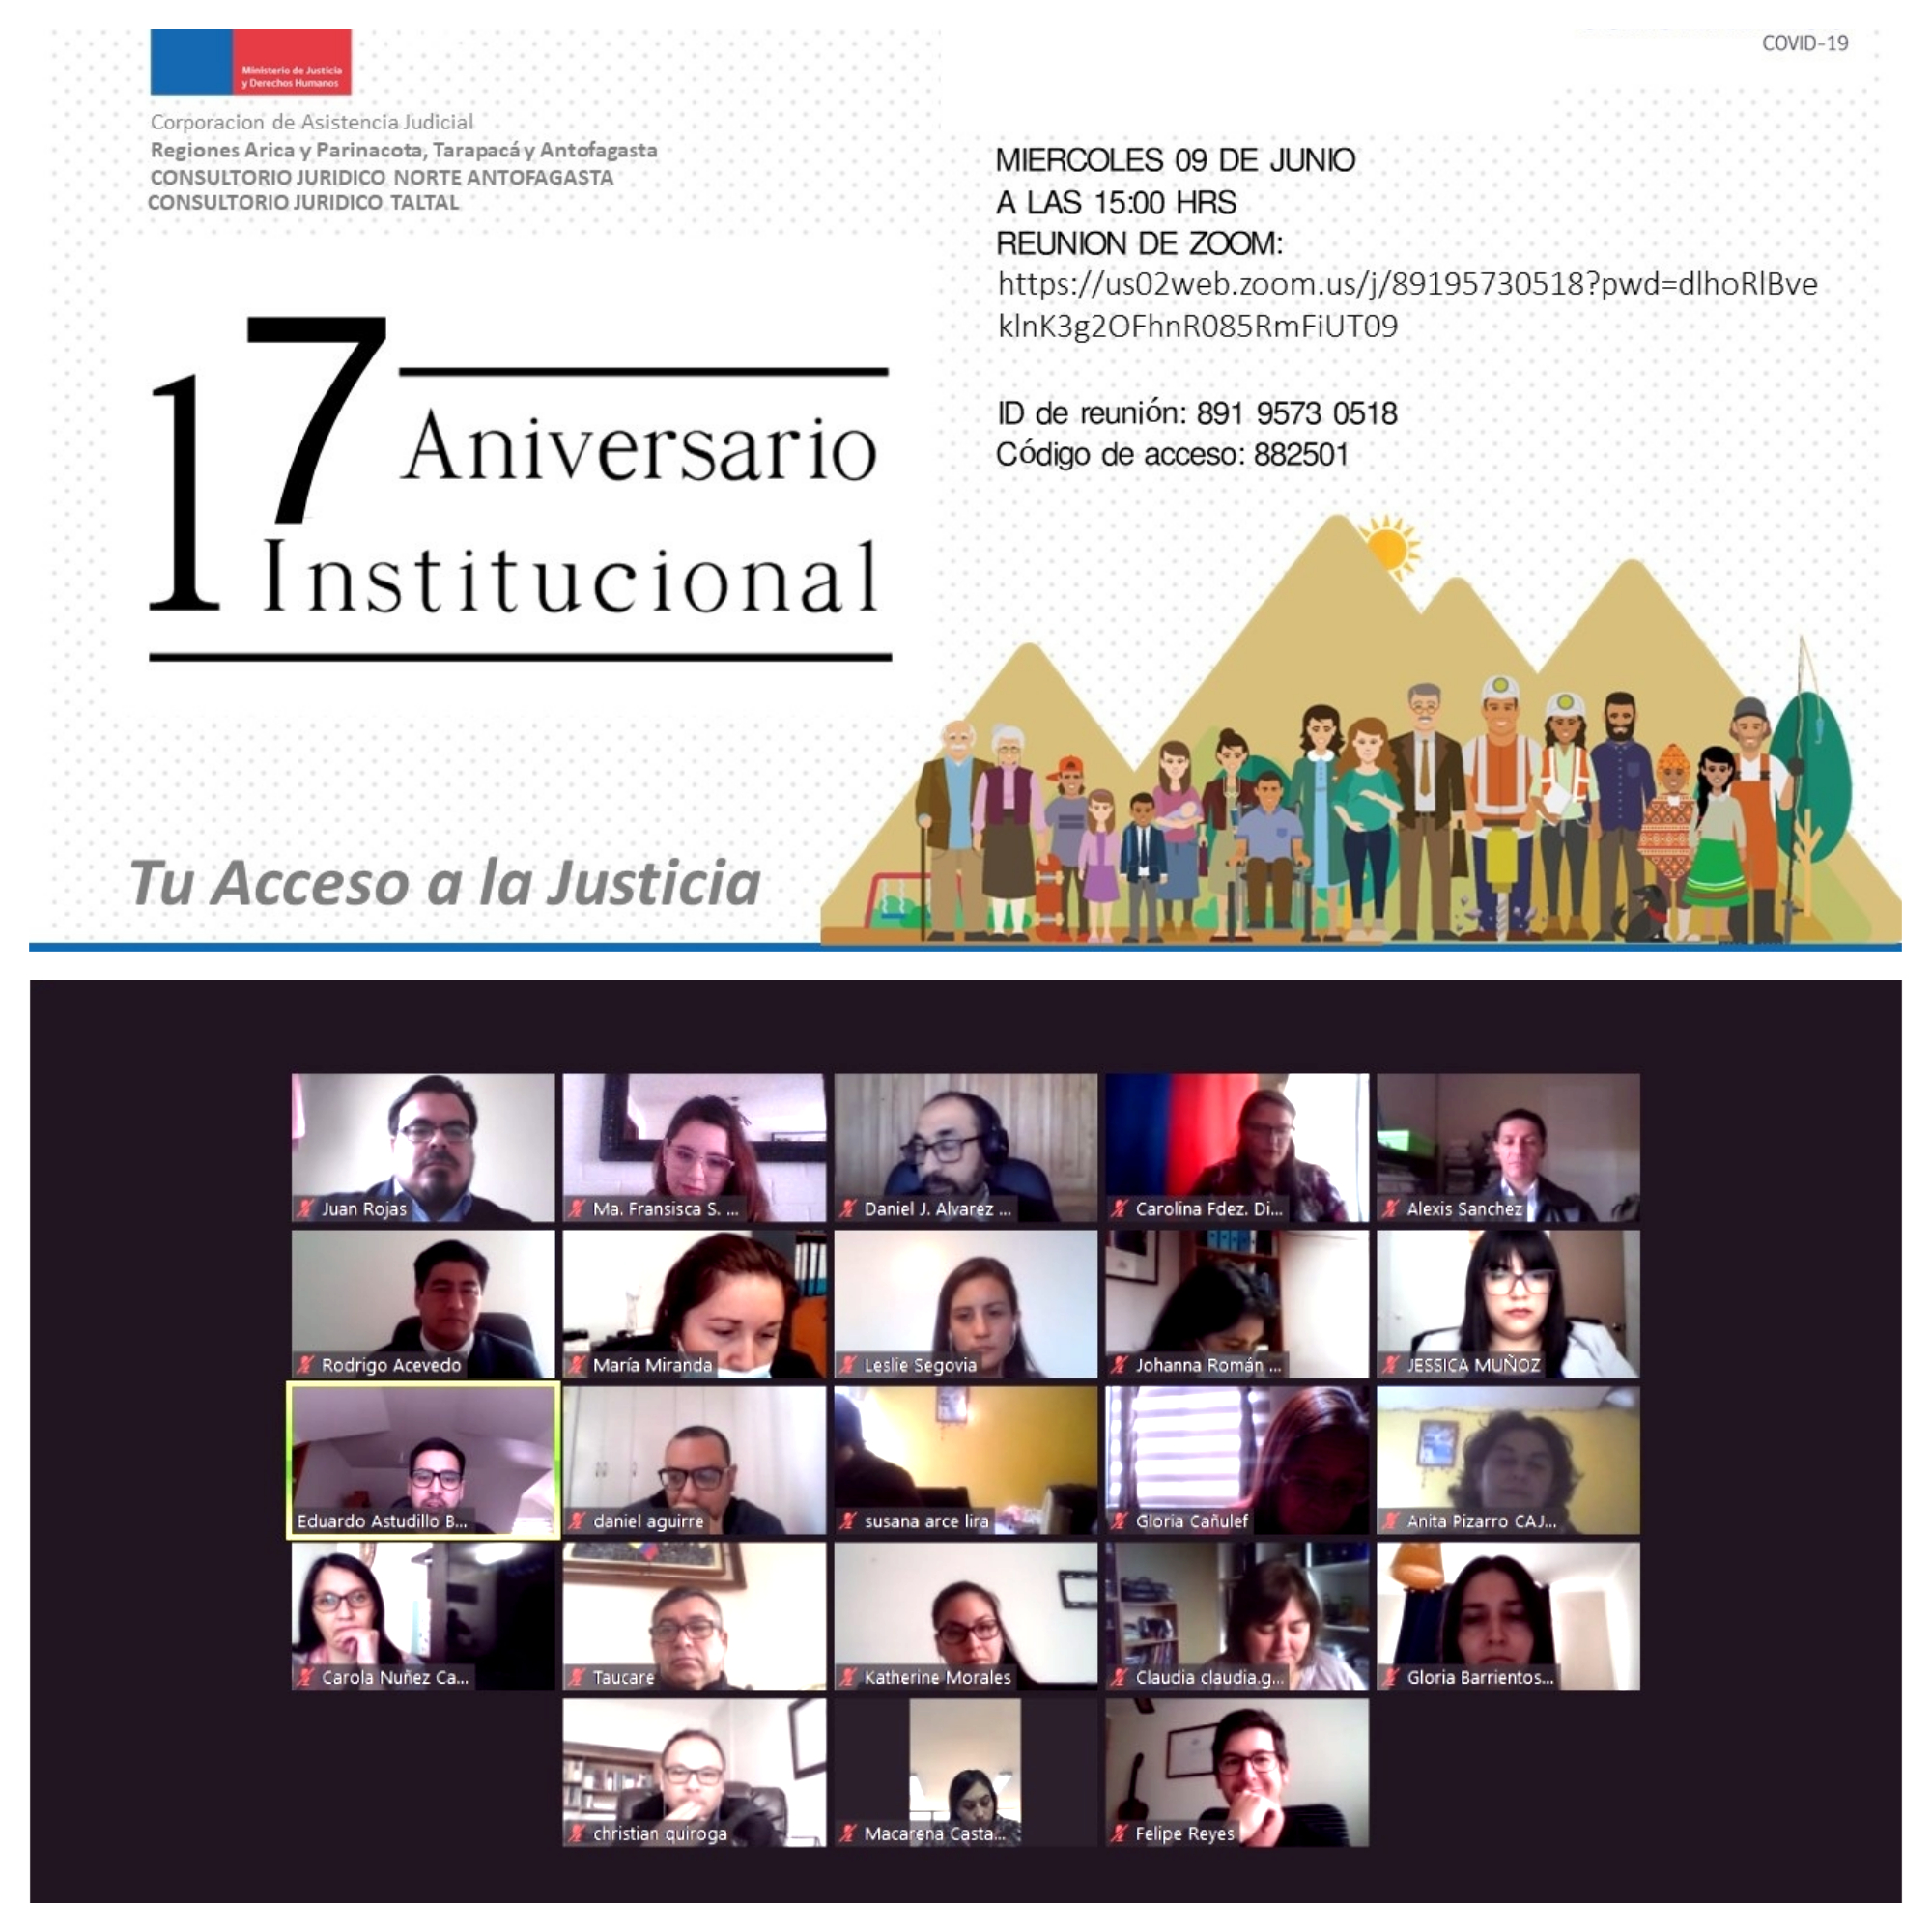 Ministerio de Justicia
y Derechos Humanos
COVID-19
Corporacion de Asistencia Judicial
Regiones Arica y Parinacota, Tarapacá y Antofagasta
CONSULTORIO JURIDICO NORTE ANTOFAGASTA
CONSULTORIO JURIDICO TALTAL
17 Aniversario
Institucional
Tu Acceso a la Justicia
MIERCOLES 09 DE JUNIO
A LAS 15:00 HRS
REUNION DE ZOOM:
https://us02web.zoom.us/j/89195730518?pwd=dlhoRlBve
klnK3g2OFhnR085RmFiUT09
ID de reunión: 891 9573 0518
Código de acceso: 882501
Juan Rojas
Ma. Fransisca S. ...
Daniel J. Alvarez ...
Carolina Fdez. Di...
Alexis Sanchez
Rodrigo Acevedo
María Miranda
Leslie Segovia
Johanna Román ...
JESSICA MUÑOZ
Eduardo Astudillo B...
daniel aguirre
susana arce lira
Gloria Cañulef
Anita Pizarro CAJ...
Carola Nuñez Ca...
Taucare
Katherine Morales
Claudia claudia.g...
Gloria Barrientos...
christian quiroga
Macarena Casta...
Felipe Reyes